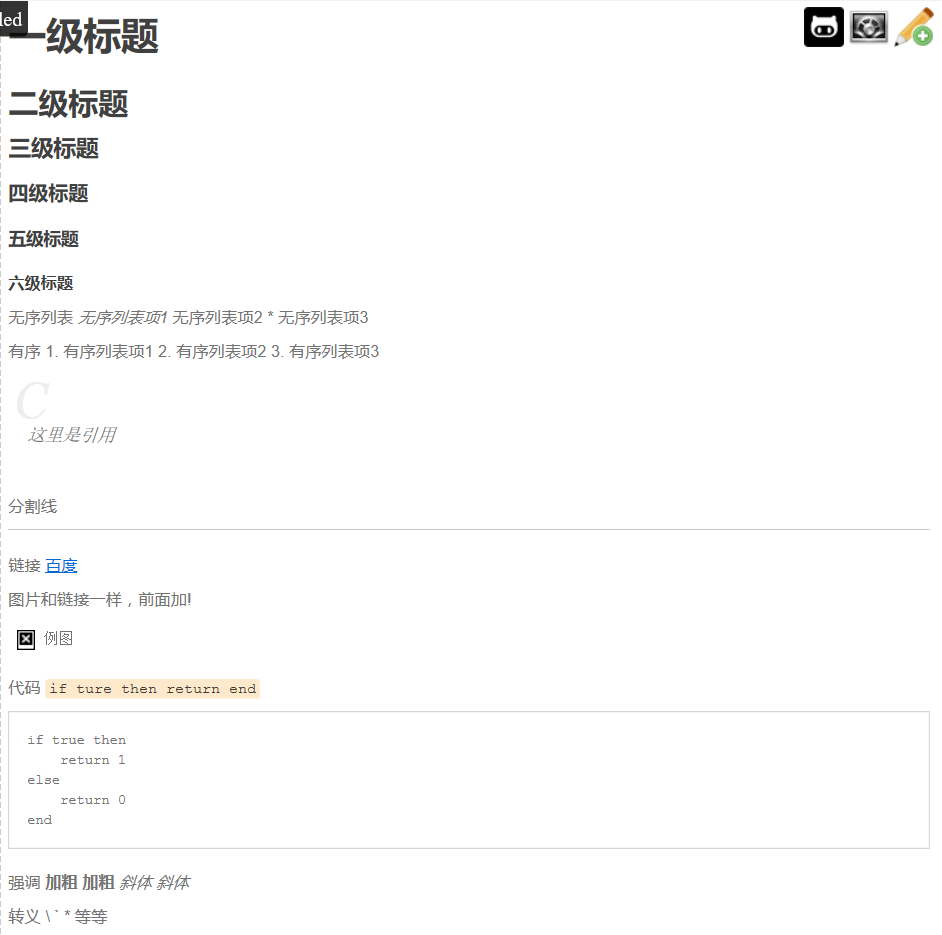 led
一级标题
二级标题
三级标题
四级标题
五级标题
六级标题
无序列表 无序列表项1 无序列表项2 * 无序列表项3
有序 1. 有序列表项1 2. 有序列表项2 3. 有序列表项3
C
这里是引用
分割线
链接 百度
图片和链接一样，前面加!
例图
代码 if ture then return end
if true then
    return 1
else
    return 0
end
强调 加粗 加粗 斜体 斜体
转义 \ ` * 等等